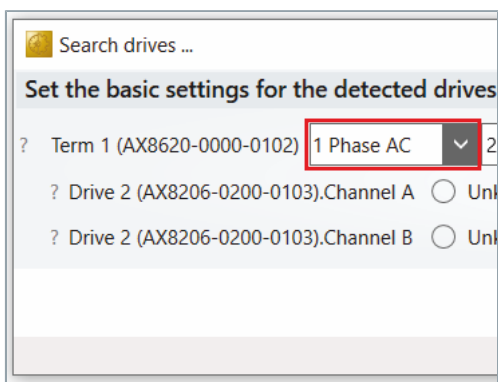 Search drives ...
Set the basic settings for the detected drives
? Term 1 (AX8620-0000-0102) 1 Phase AC 2
? Drive 2 (AX8206-0200-0103).Channel A
? Drive 2 (AX8206-0200-0103).Channel B